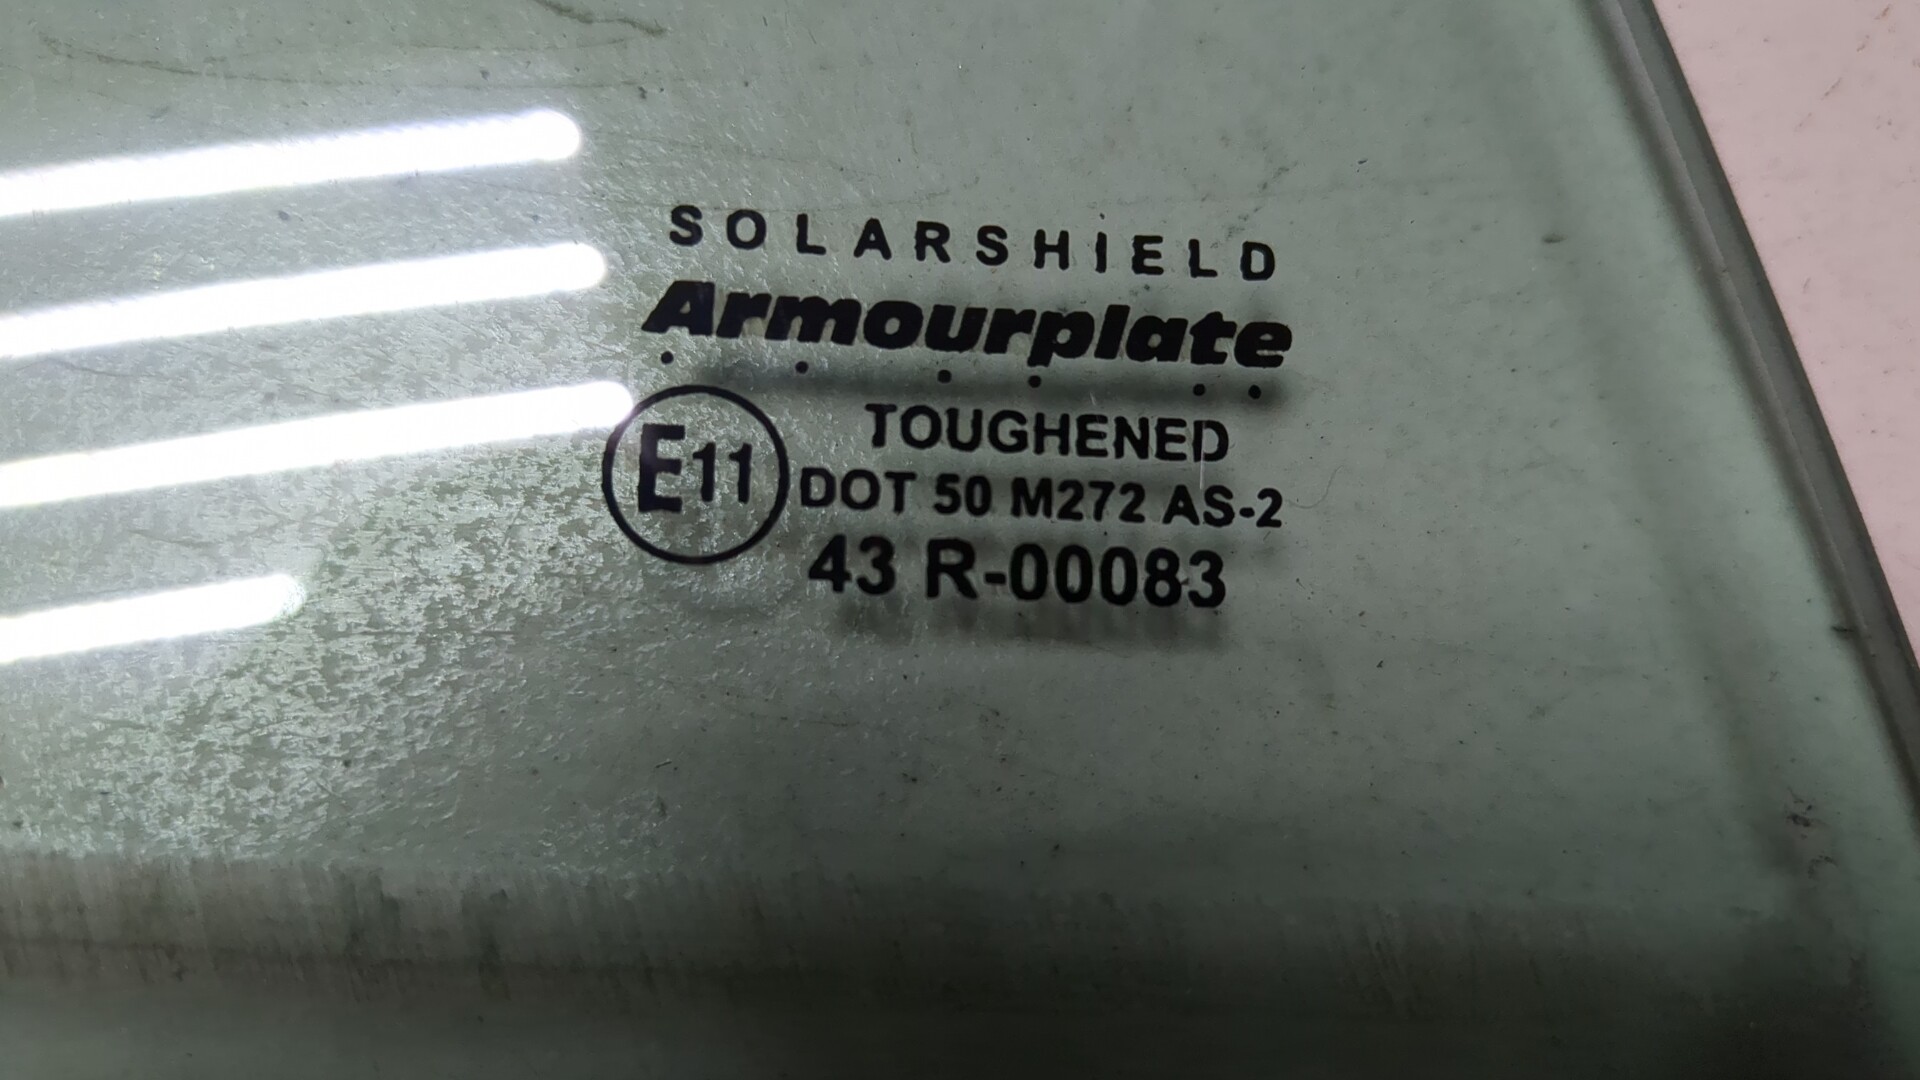 SOLARSHIELD
Armourplate
TOUGHENED
E11
DOT 50 M272 AS-2
43 R-00083